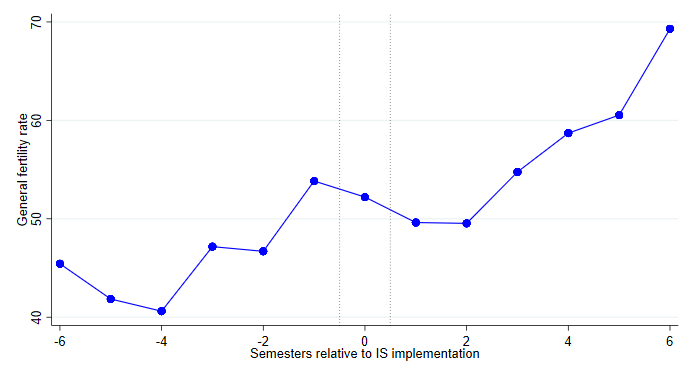 General fertility rate
70
60
50
40
-6 -4 -2 0 2 4 6
Semesters relative to IS implementation